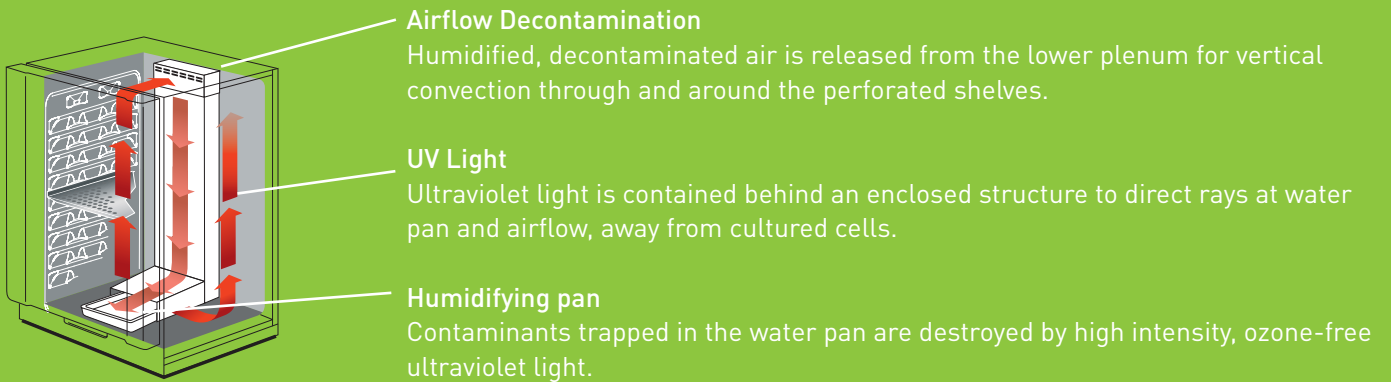 Airflow Decontamination
Humidified, decontaminated air is released from the lower plenum for vertical
convection through and around the perforated shelves.
UV Light
Ultraviolet light is contained behind an enclosed structure to direct rays at water
pan and airflow, away from cultured cells.
Humidifying pan
Contaminants trapped in the water pan are destroyed by high intensity, ozone-free
ultraviolet light.